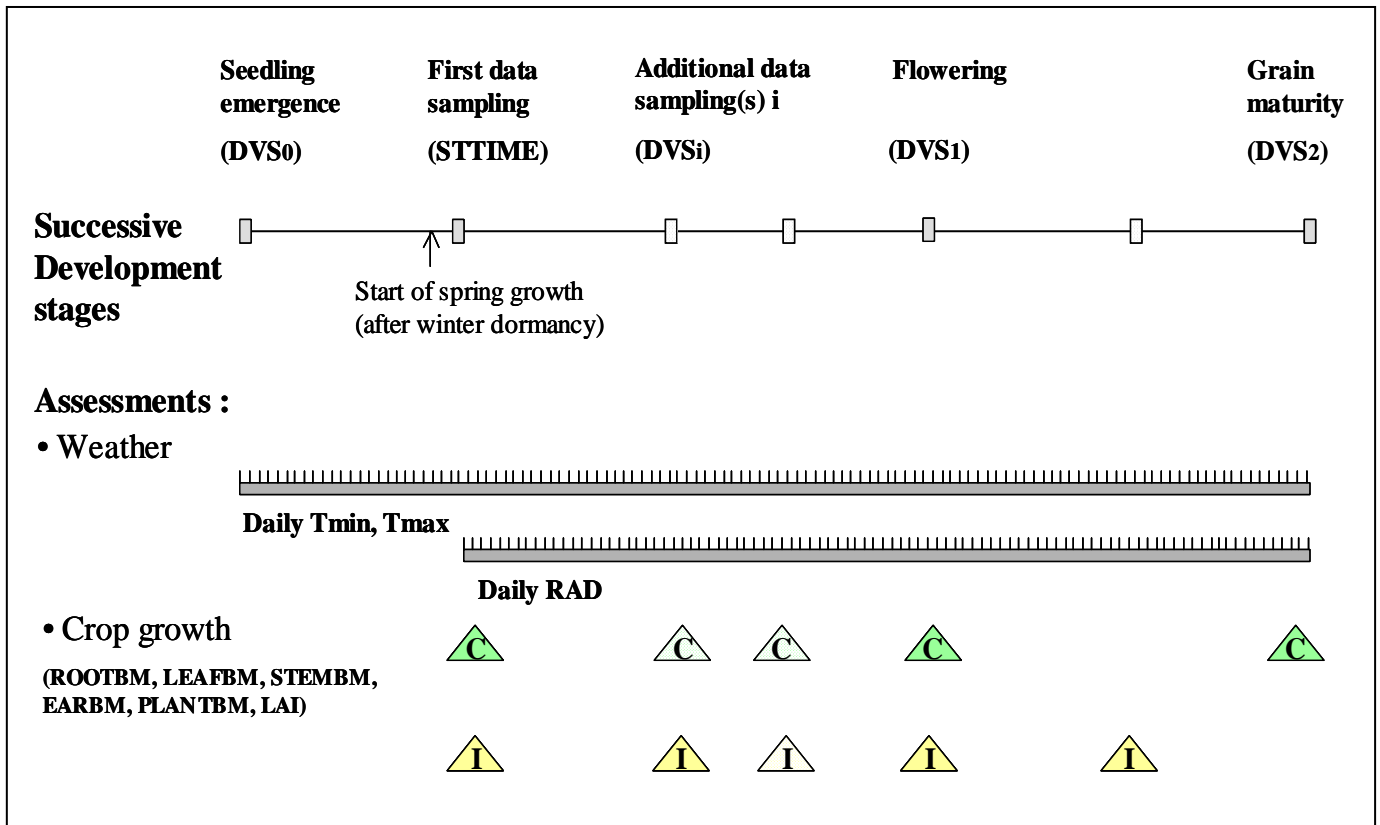 Seedling
emergence
(DVS0)
First data
sampling
(STTIME)
Additional data
sampling(s) i
(DVSi)
Flowering
(DVS1)
Grain
maturity
(DVS2)
Successive
Development
stages
Start of spring growth
(after winter dormancy)
Assessments :
• Weather
Daily Tmin, Tmax
Daily RAD
• Crop growth
(ROOTBM, LEAFBM, STEMBM,
EARBM, PLANTBM, LAI)
C C C C C
I I I I I